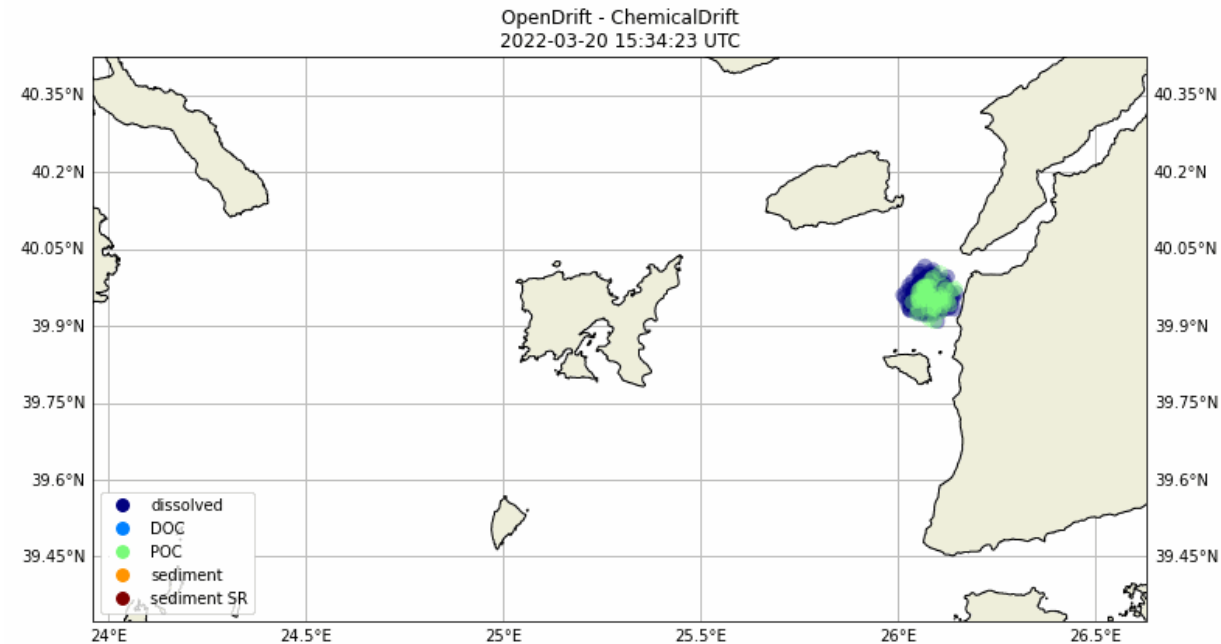 OpenDrift - ChemicalDrift
2022-03-20 15:34:23 UTC
40.35°N 40.35°N
40.2°N 40.2°N
40.05°N 40.05°N
39.9°N 39.9°N
39.75°N 39.75°N
39.6°N 39.6°N
39.45°N 39.45°N
dissolved
DOC
POC
sediment
sediment SR
24°E 24.5°E 25°E 25.5°E 26°E 26.5°E